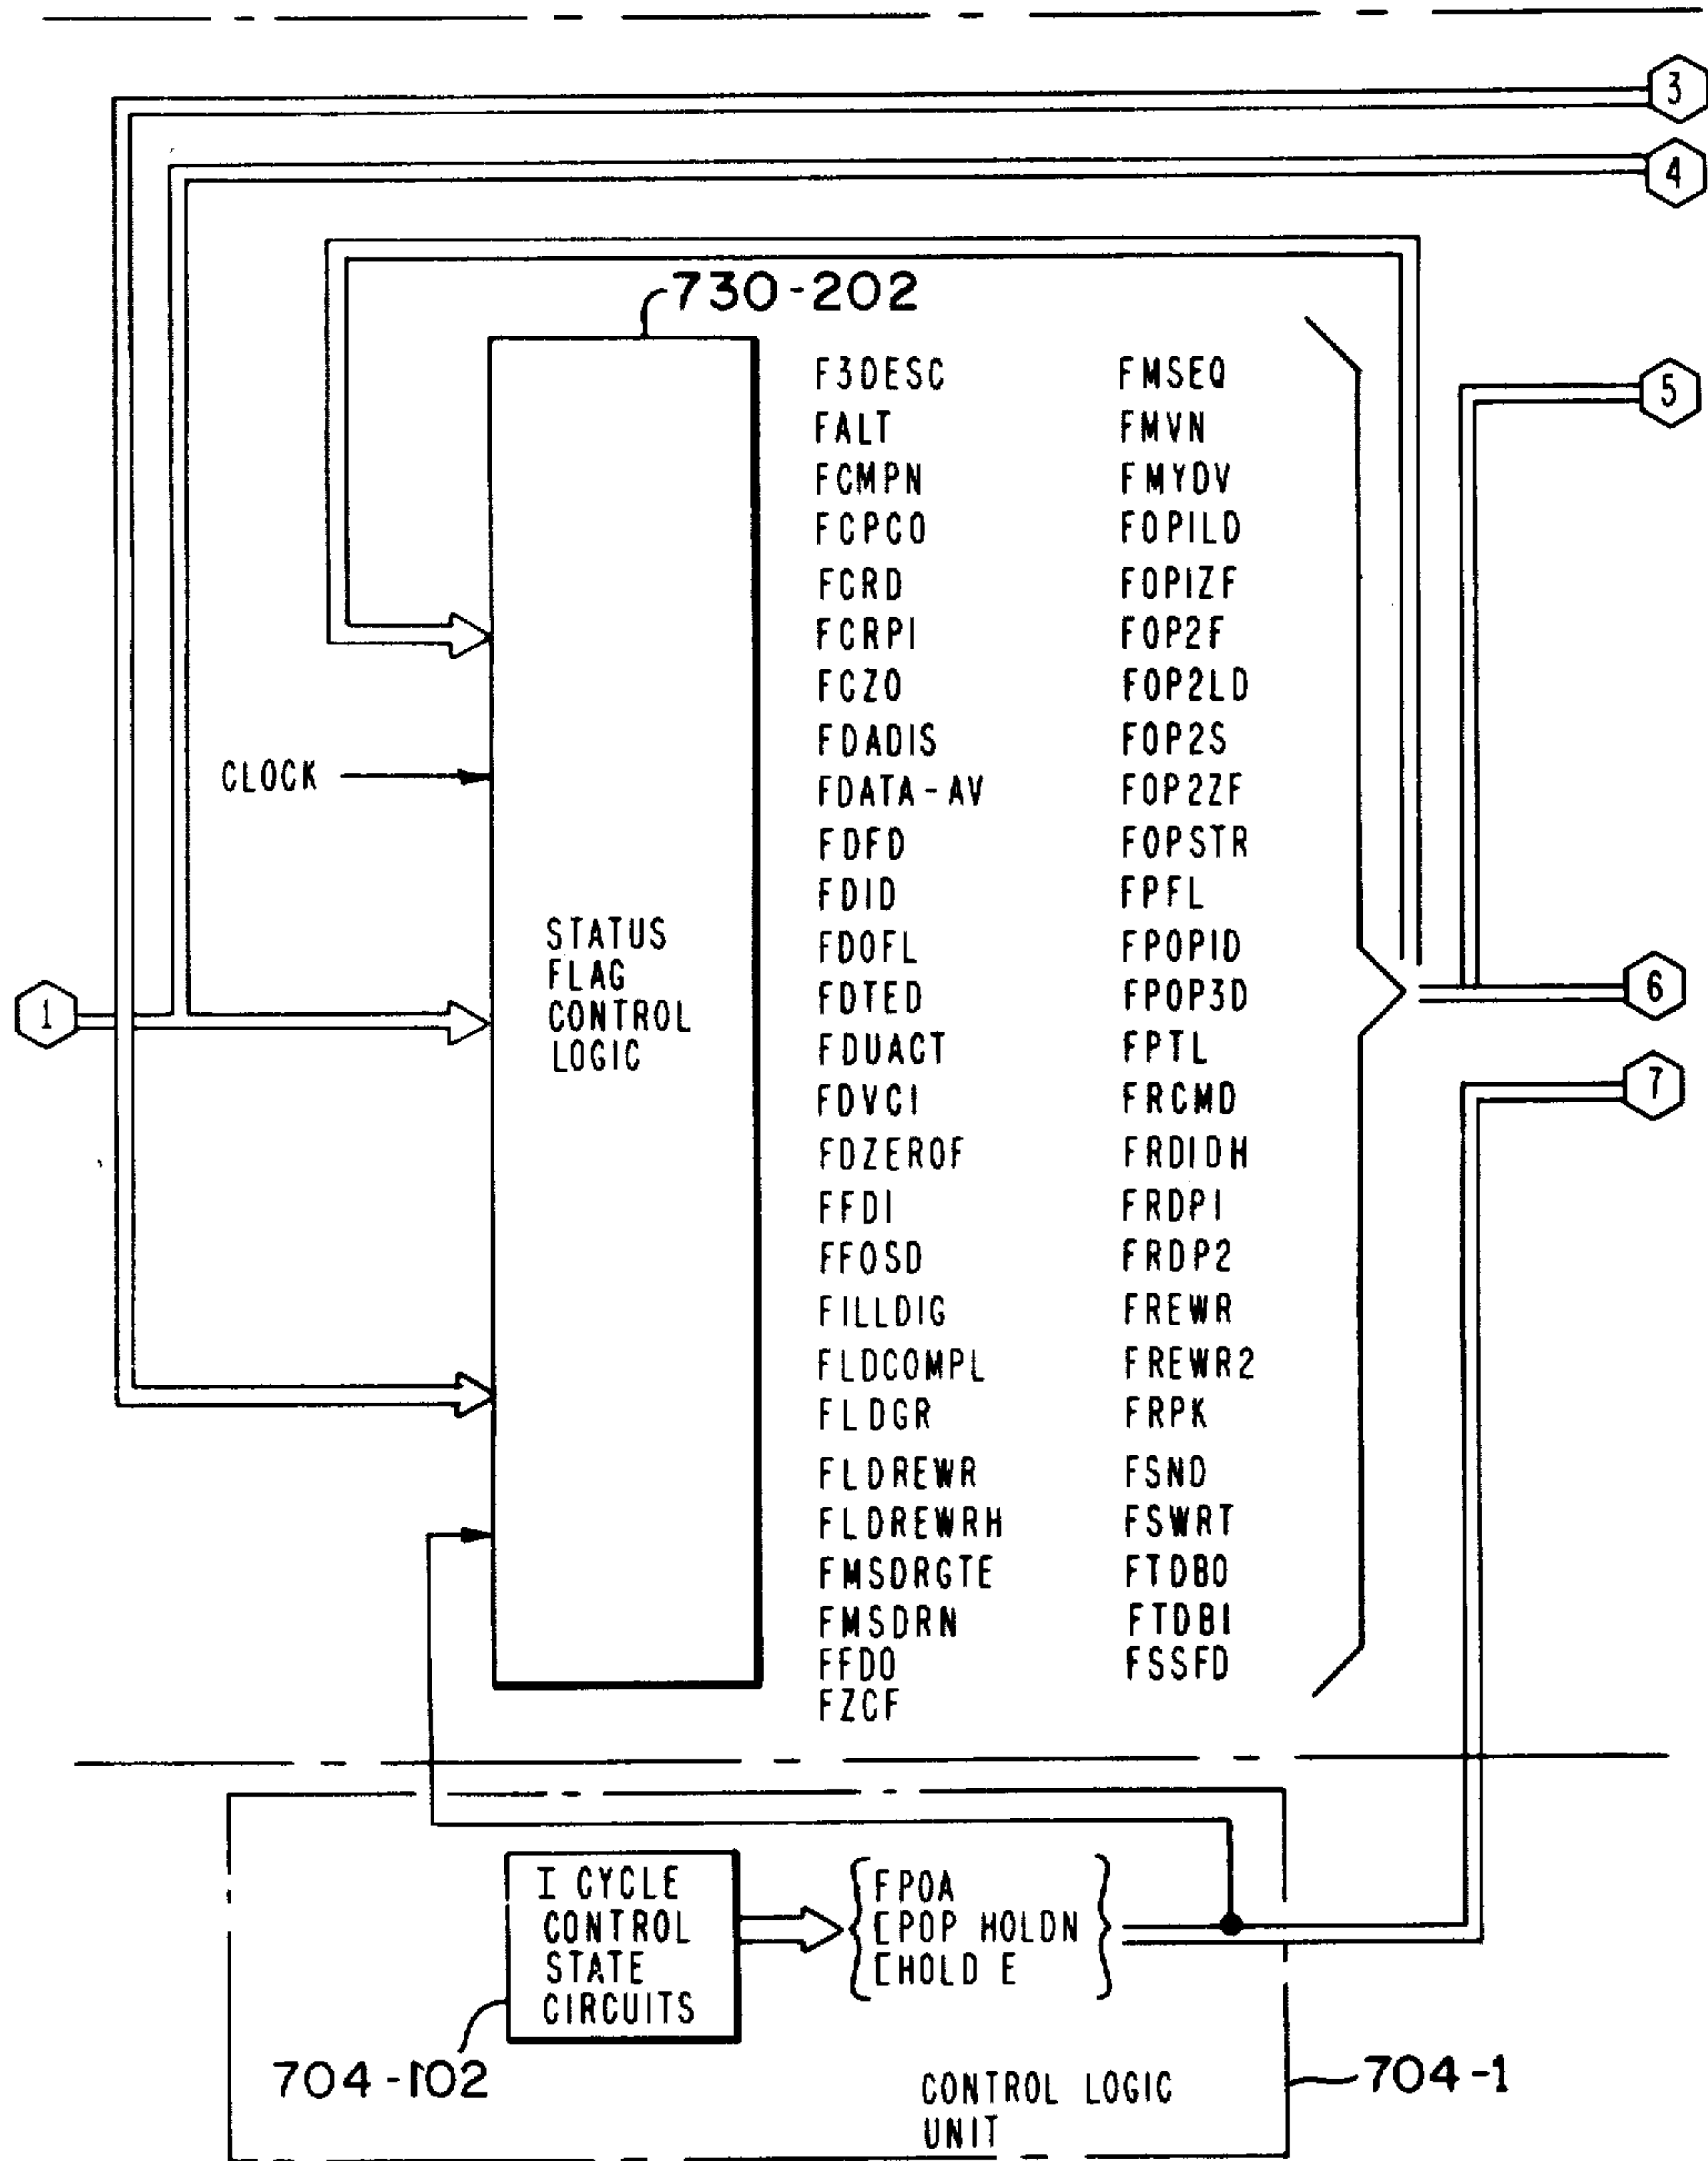 3
4
730-202
5
F3DESC
FALT
FCMPN
FCPCO
FCRD
FCRPI
FCZO
FDADIS
FDATA-AV
FDFD
FDID
FDOFL
FDTED
FDUACT
FDVCI
FDZEROF
FFDI
FFOSD
FILLDIG
FLDCOMPL
FLDGR
FLDREWR
FLDREWRH
FMSDRGTE
FMSDRN
FFDO
FZCF
FMSEQ
FMVN
FMYDV
FOPILD
FOPIZF
FOP2F
FOP2LD
FOP2S
FOP2ZF
FOPSTR
FPFL
FPOPID
FPOP3D
FPTL
FRCMD
FRDIDH
FRDPI
FRDP2
FREWR
FREWR2
FRPK
FSND
FSWRT
FTDBO
FTDBI
FSSFD
CLOCK
STATUS
FLAG
CONTROL
LOGIC
1
6
7
I CYCLE
CONTROL
STATE
CIRCUITS
FPOA
[POP HOLDN
[HOLD E
704-102
704-1
CONTROL LOGIC
UNIT